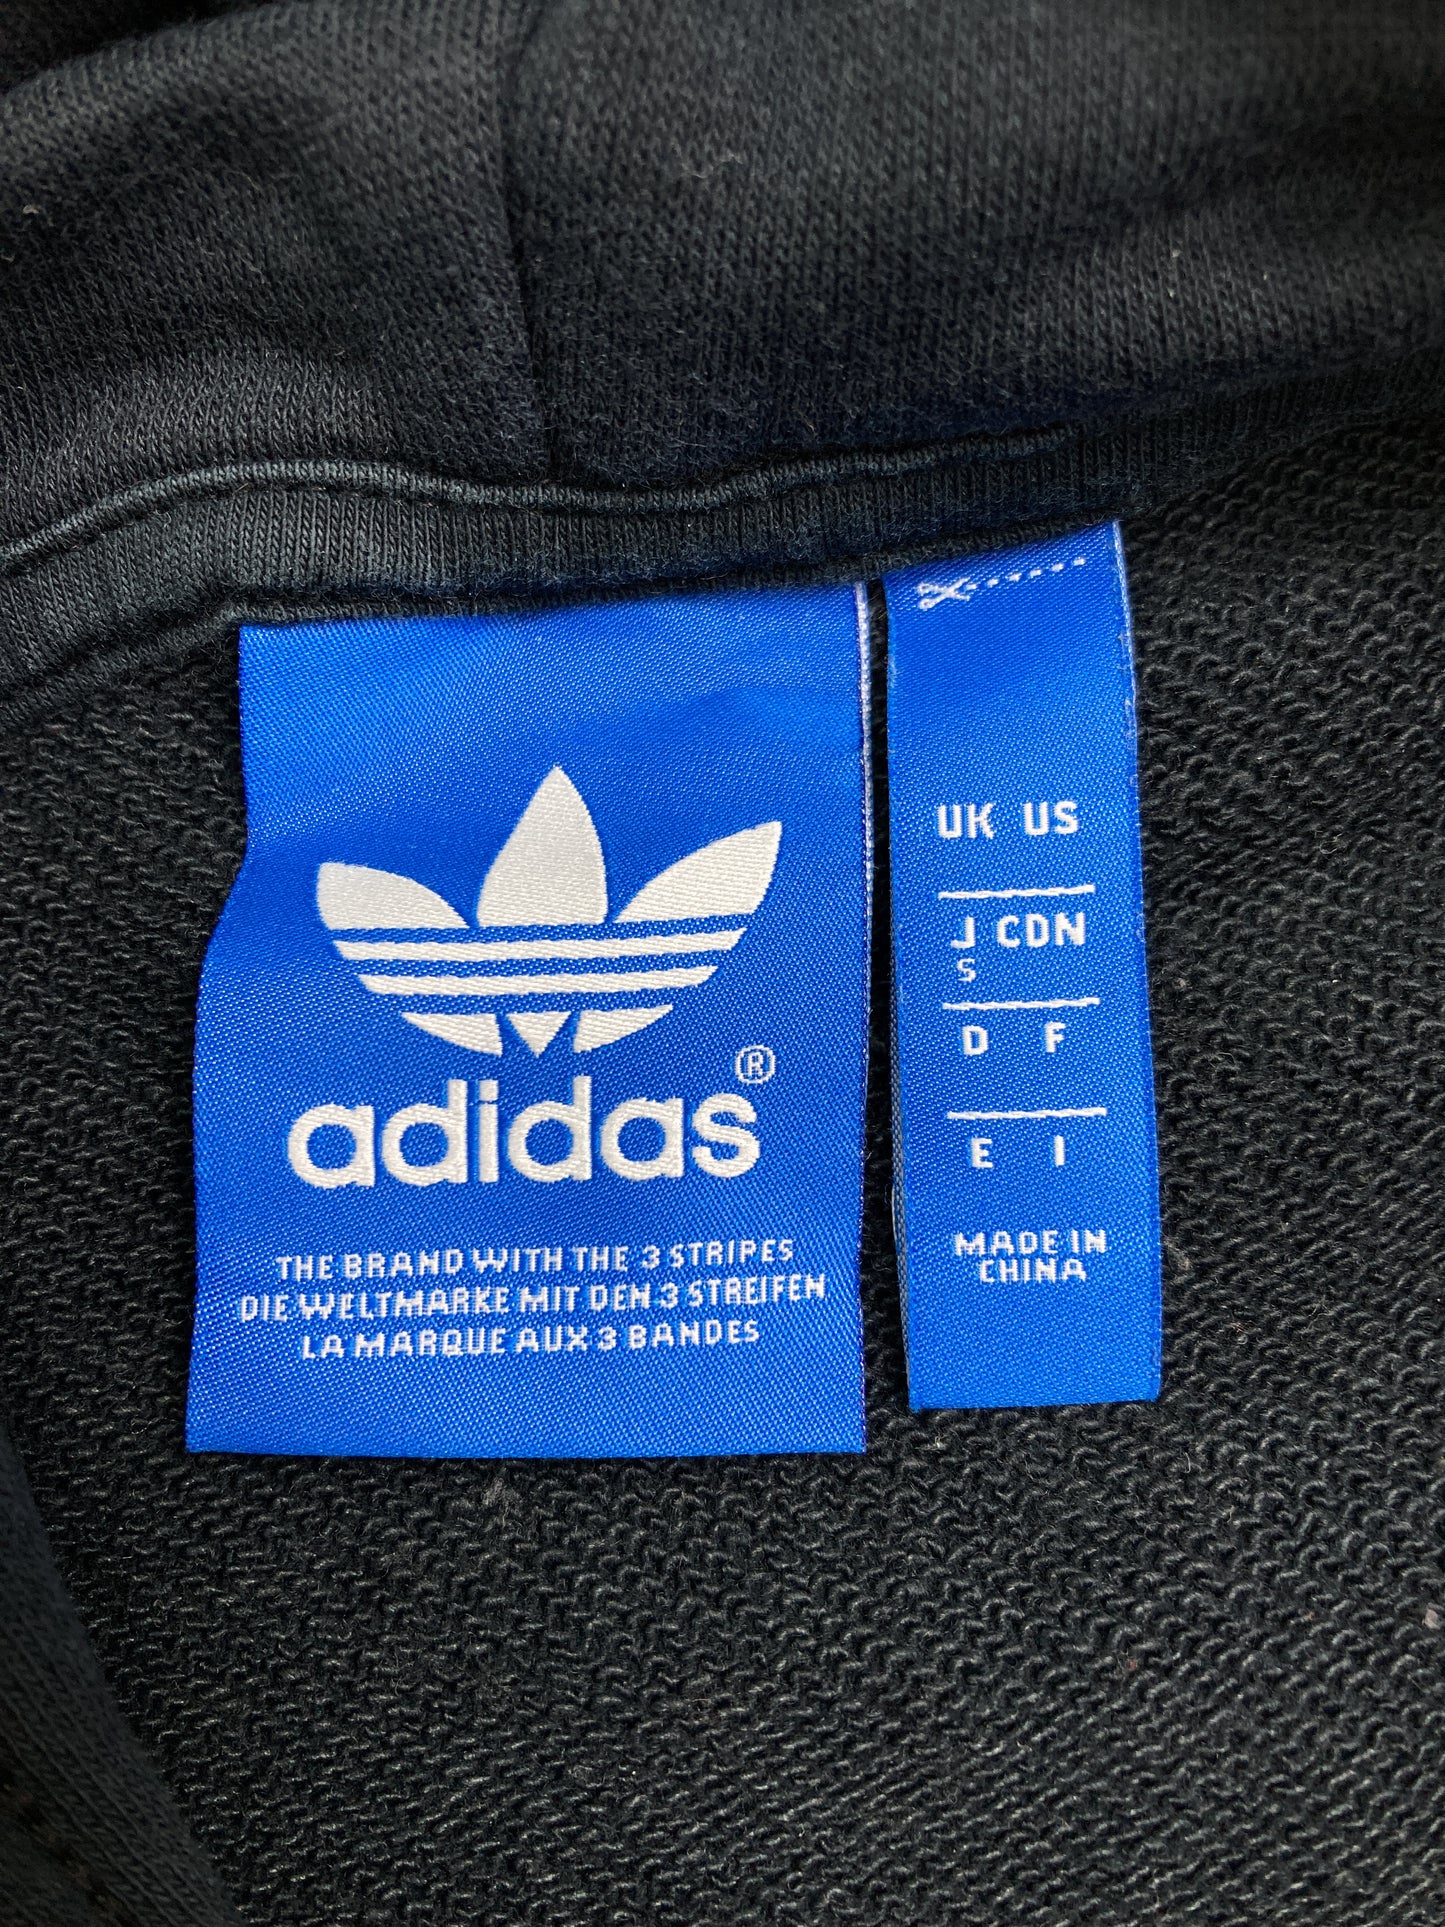 adidas®
THE BRAND WITH THE 3 STRIPES
DIE WELTMARKE MIT DEN 3 STREIFEN
LA MARQUE AUX 3 BANDES
UK US
J CDN
S
D F
E I
MADE IN
CHINA